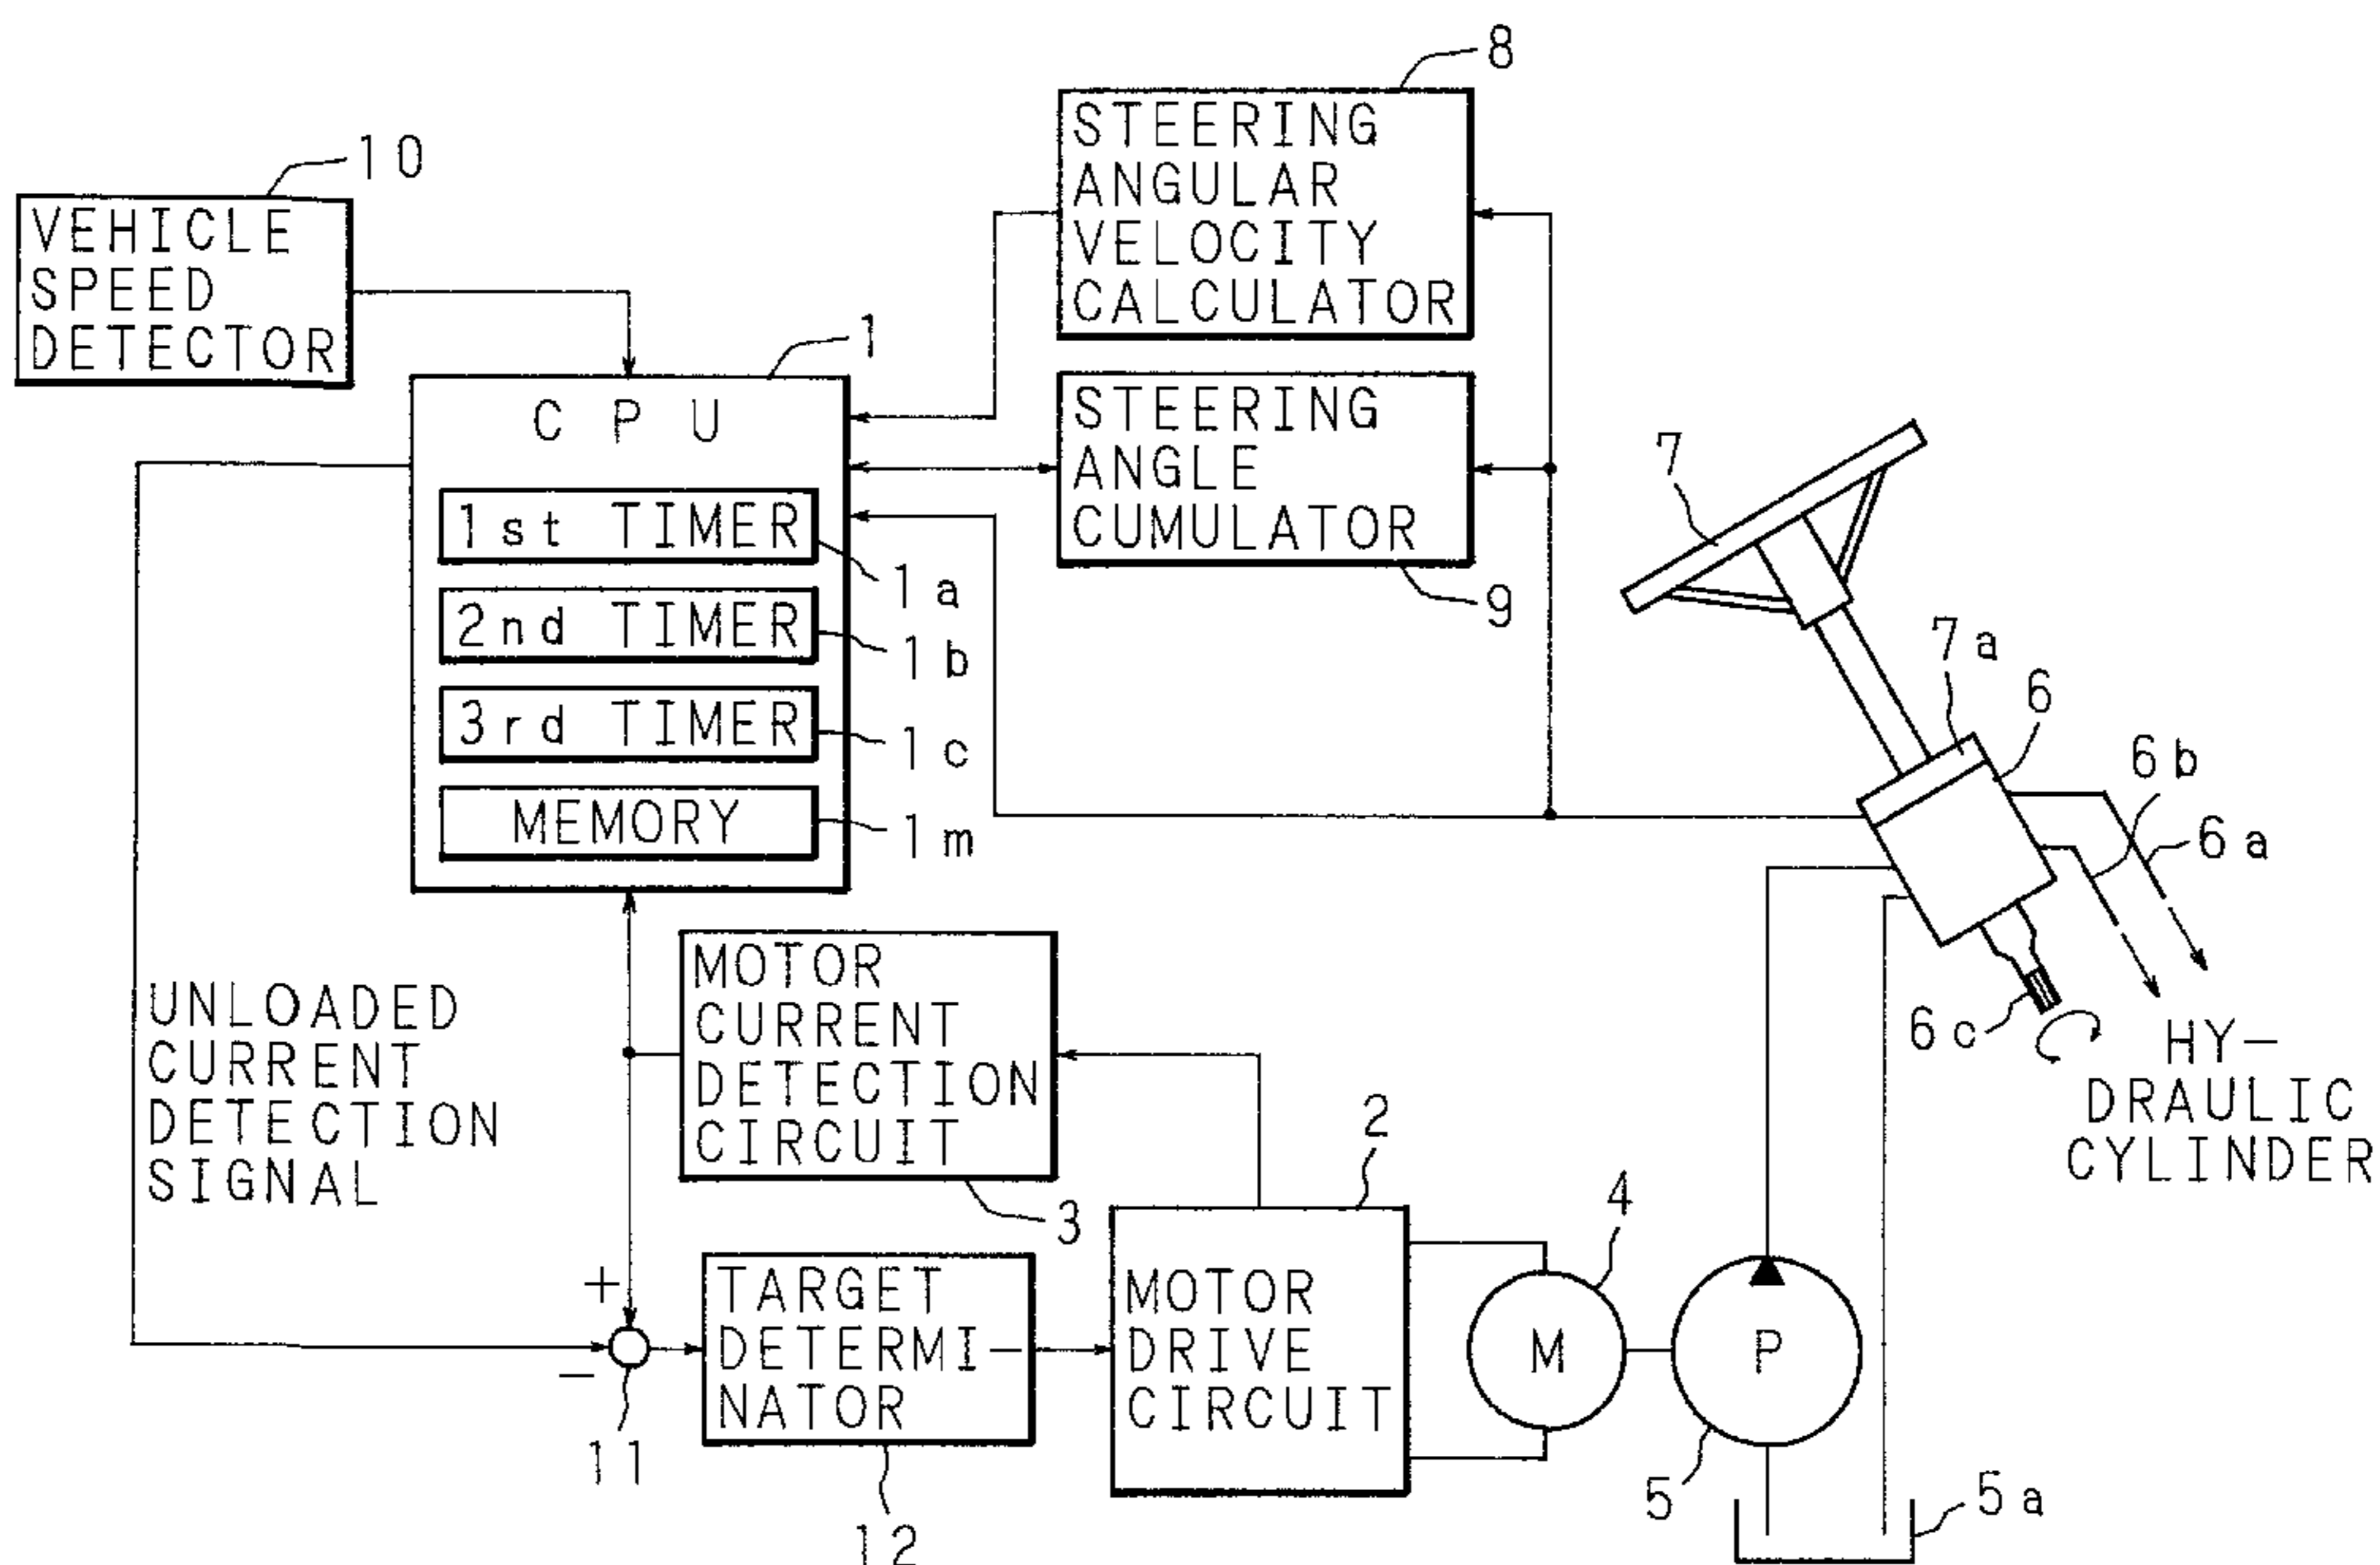 8
STEERING
ANGULAR
VELOCITY
CALCULATOR
10
VEHICLE
SPEED
DETECTOR
1
C P U
1st TIMER
1a
2nd TIMER
1b
3rd TIMER
1c
MEMORY
1m
STEERING
ANGLE
CUMULATOR
9
7
7a
6
6b
6a
6c
HY-
DRAULIC
CYLINDER
UNLOADED
CURRENT
DETECTION
SIGNAL
MOTOR
CURRENT
DETECTION
CIRCUIT
3
2
MOTOR
DRIVE
CIRCUIT
4
M
P
5
5a
+
−
11
TARGET
DETERMI-
NATOR
12